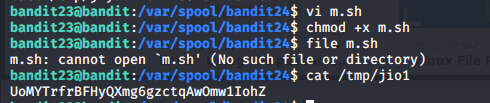 bandit23@bandit:/var/spool/bandit24$ vi m.sh
bandit23@bandit:/var/spool/bandit24$ chmod +x m.sh
bandit23@bandit:/var/spool/bandit24$ file m.sh
m.sh: cannot open `m.sh' (No such file or directory)
bandit23@bandit:/var/spool/bandit24$ cat /tmp/jio1
UoMYTrfrBFHyQXmg6gzctqAwOmw1IohZ